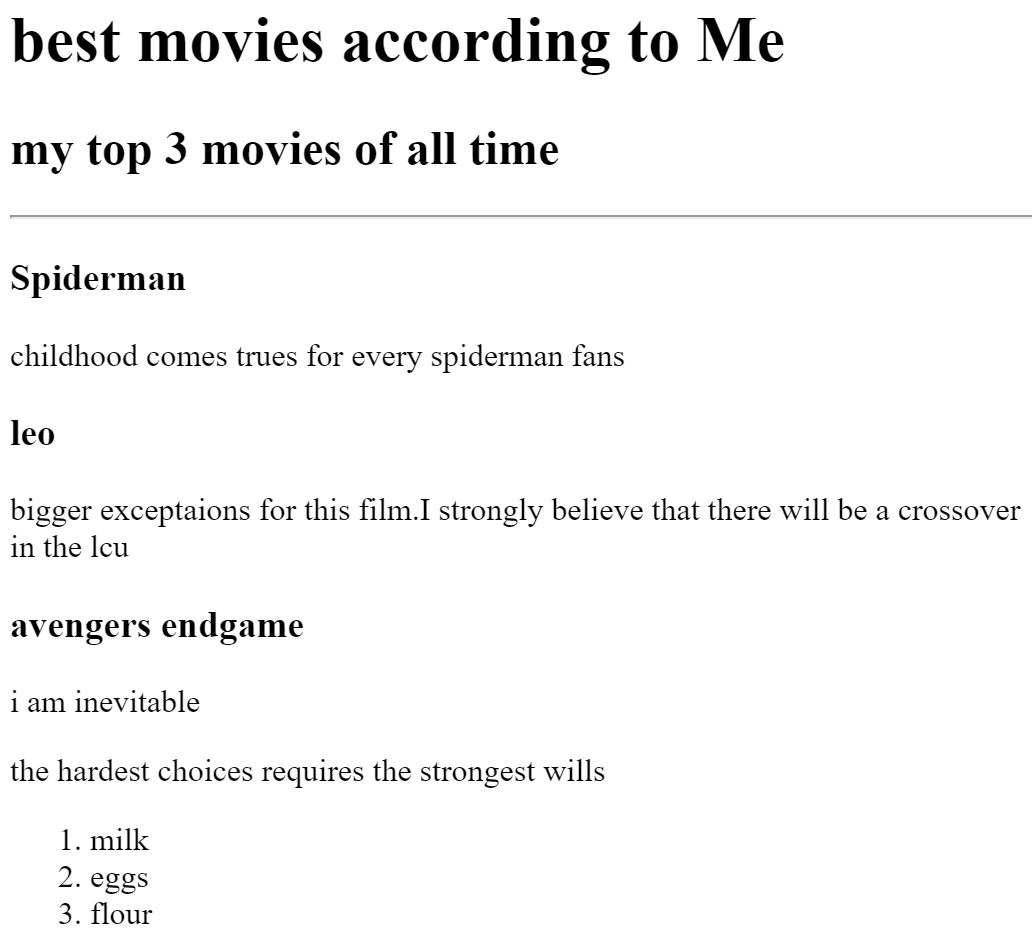 best movies according to Me
my top 3 movies of all time
Spiderman
childhood comes trues for every spiderman fans
leo
bigger exceptaions for this film.I strongly believe that there will be a crossover
in the lcu
avengers endgame
i am inevitable
the hardest choices requires the strongest wills
1. milk
2. eggs
3. flour